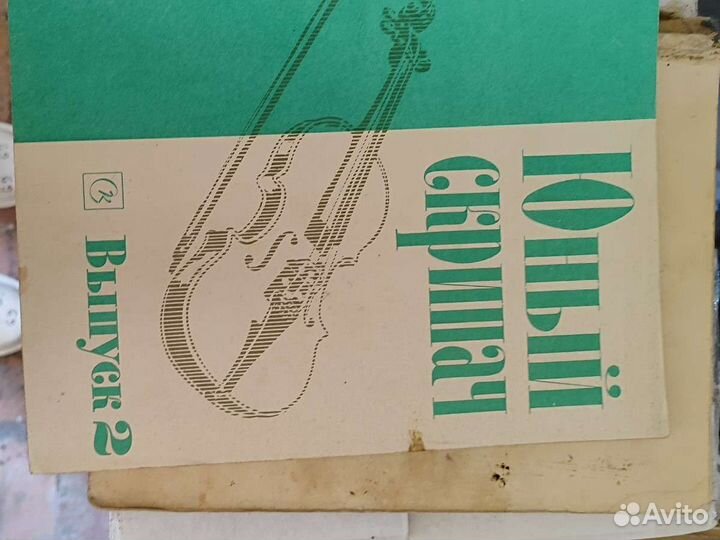 Юный
скрипач
Выпуск 2
Avito